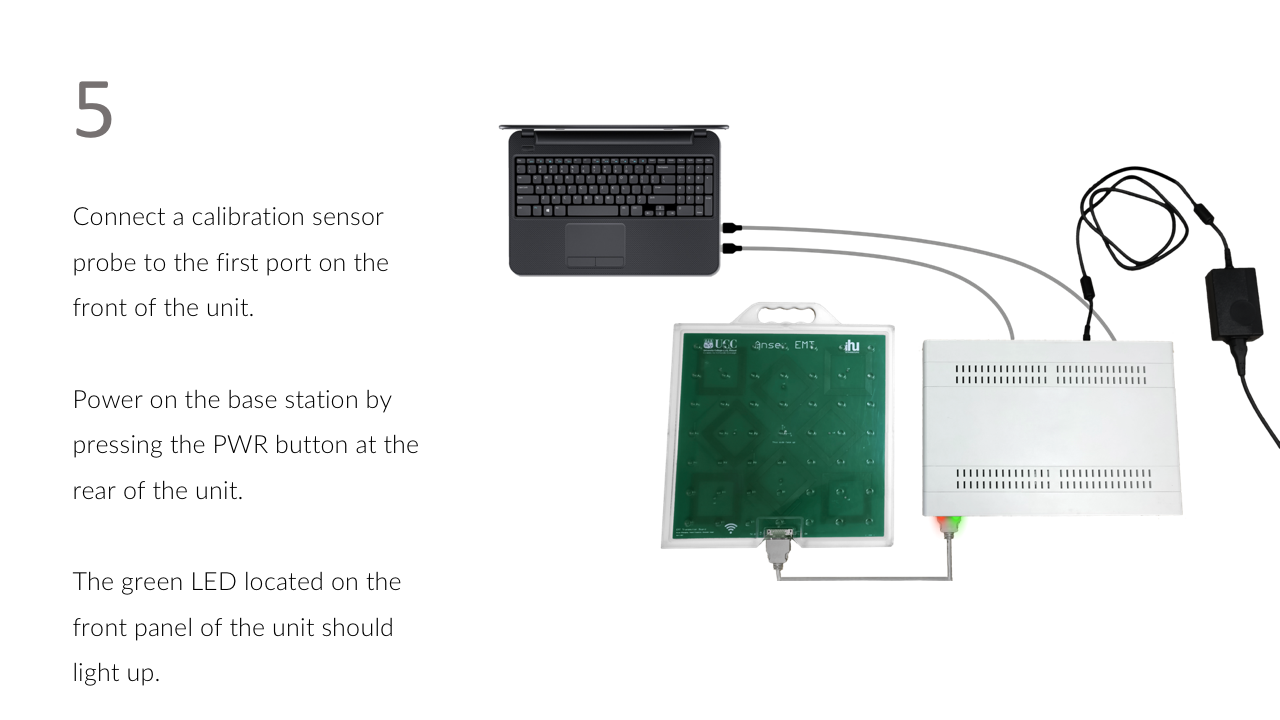 5
Connect a calibration sensor
probe to the first port on the
front of the unit.
Power on the base station by
pressing the PWR button at the
rear of the unit.
The green LED located on the
front panel of the unit should
light up.
UCC
Anser EMT
ihu